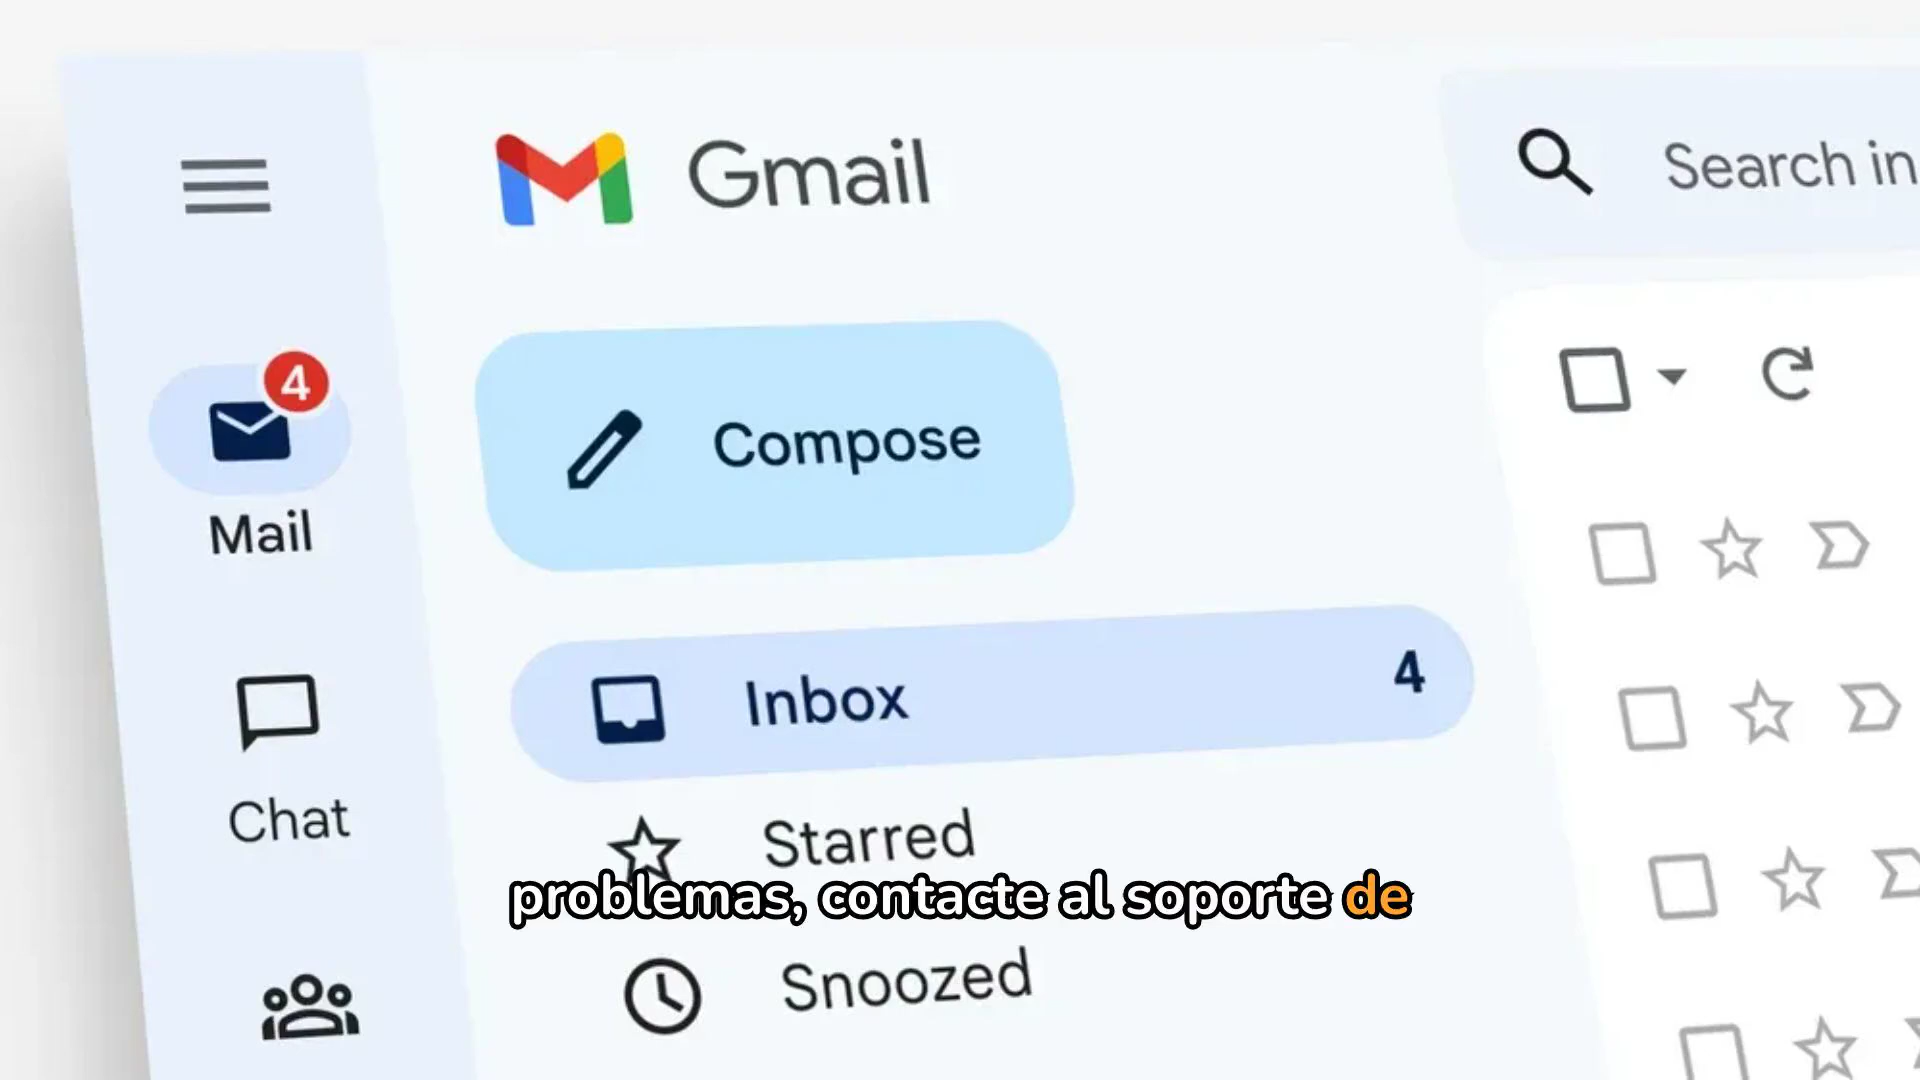 Gmail
Search in
4
Mail
Compose
Inbox 4
Chat
Starred
problemas, contacte al soporte de
Snoozed